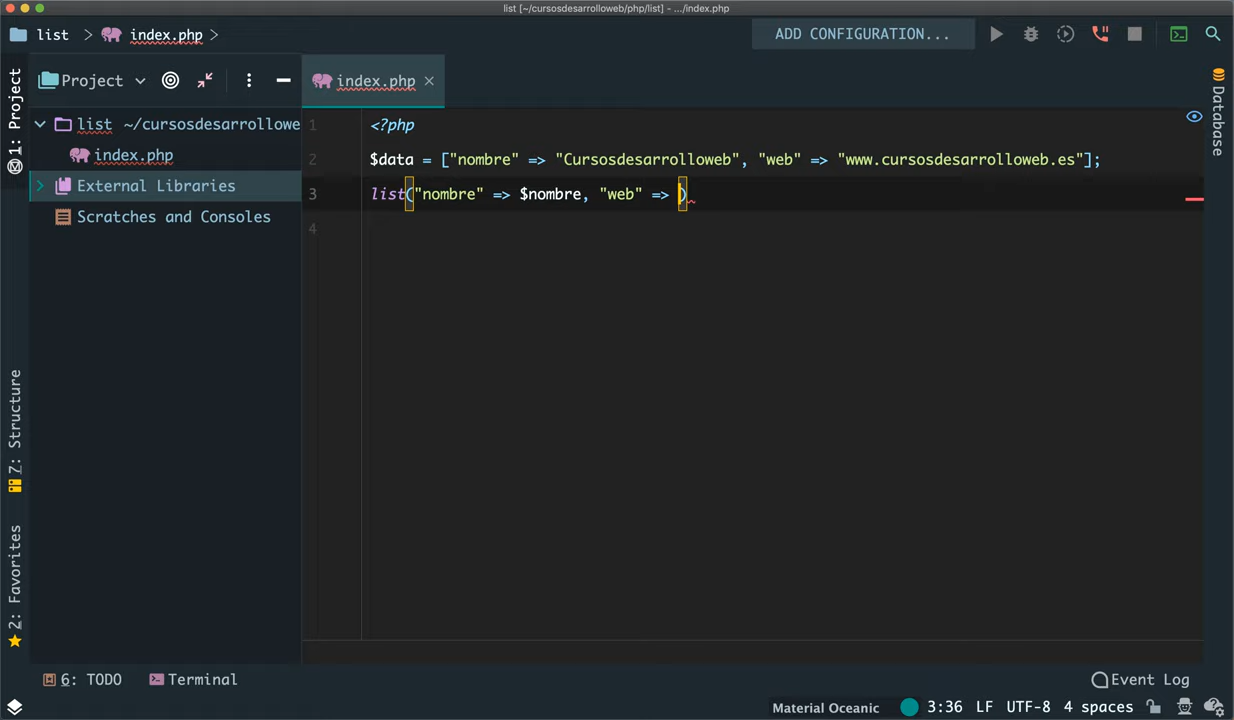 list [~/cursosdesarrolloweb/php/list] - .../index.php
list > index.php >
ADD CONFIGURATION...
Project
index.php
list ~/cursosdesarrollowe
index.php
External Libraries
Scratches and Consoles
1: Project
7: Structure
2: Favorites
Database
1 <?php
2 $data = ["nombre" => "Cursosdesarrolloweb", "web" => "www.cursosdesarrolloweb.es"];
3 list("nombre" => $nombre, "web" => )
4
6: TODO
Terminal
Event Log
Material Oceanic
3:36 LF UTF-8 4 spaces